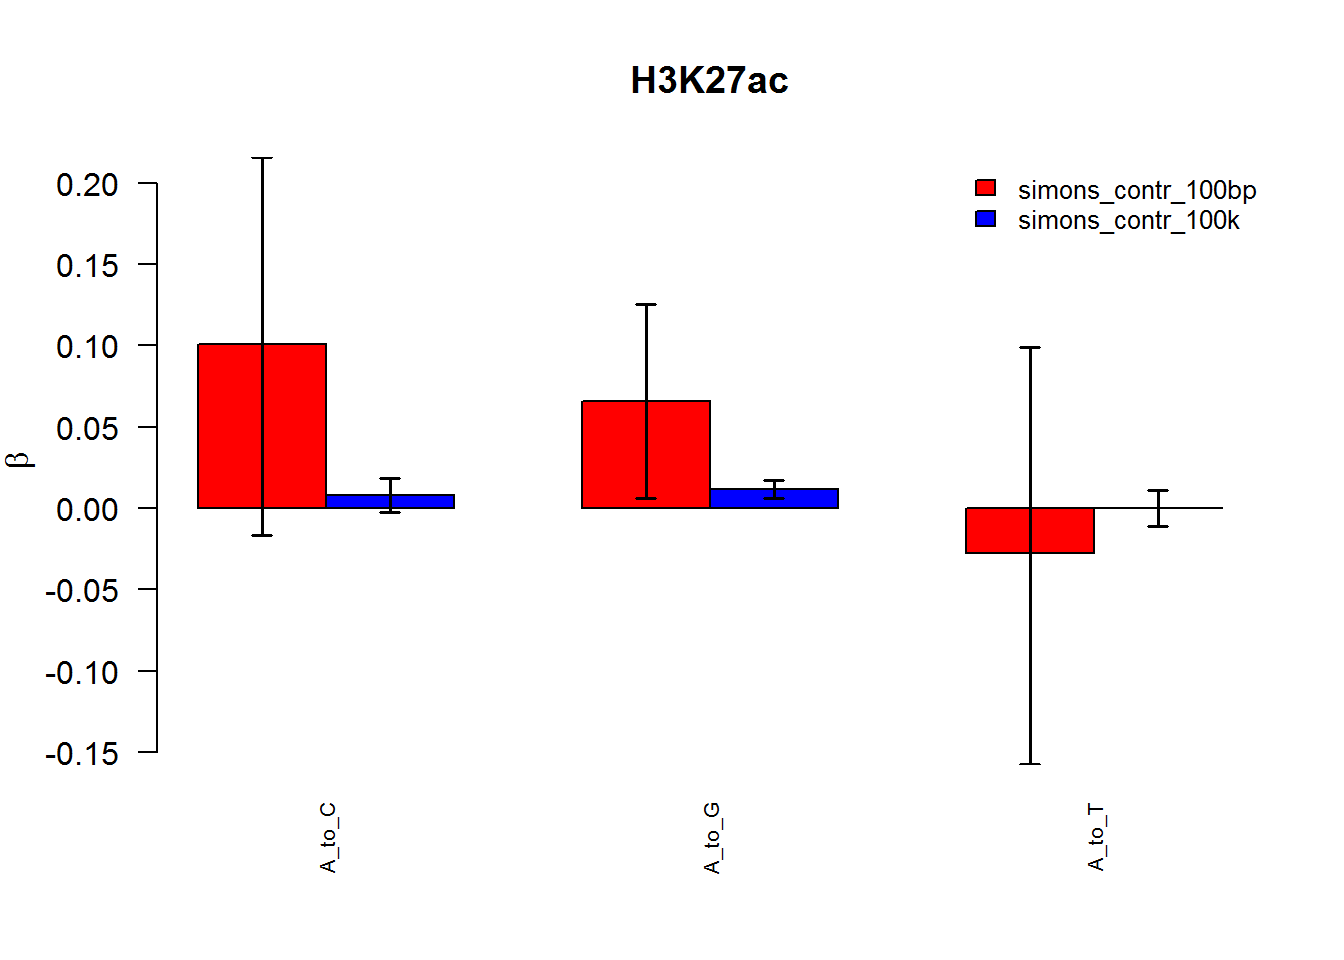 H3K27ac
simons_contr_100bp
simons_contr_100k
β
0.20
0.15
0.10
0.05
0.00
-0.05
-0.10
-0.15
A_to_C
A_to_G
A_to_T